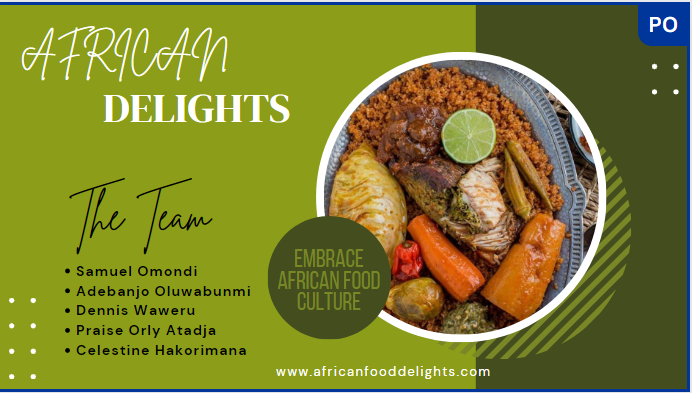 PO
AFRICAN
DELIGHTS
The Team
• Samuel Omondi
• Adebanjo Oluwabunmi
• Dennis Waweru
• Praise Orly Atadja
• Celestine Hakorimana
EMBRACE
AFRICAN FOOD
CULTURE
www.africanfooddelights.com